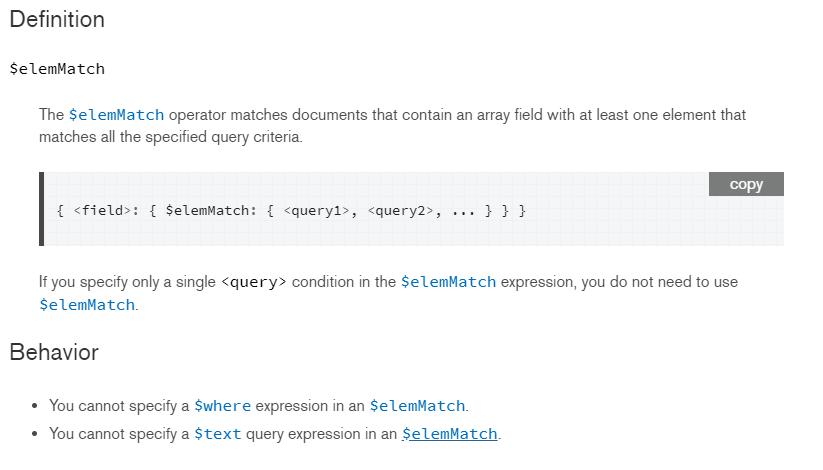 Definition
$elemMatch
The $elemMatch operator matches documents that contain an array field with at least one element that
matches all the specified query criteria.
copy
{ <field>: { $elemMatch: { <query1>, <query2>, ... } } }
If you specify only a single <query> condition in the $elemMatch expression, you do not need to use
$elemMatch.
Behavior
• You cannot specify a $where expression in an $elemMatch.
• You cannot specify a $text query expression in an $elemMatch.